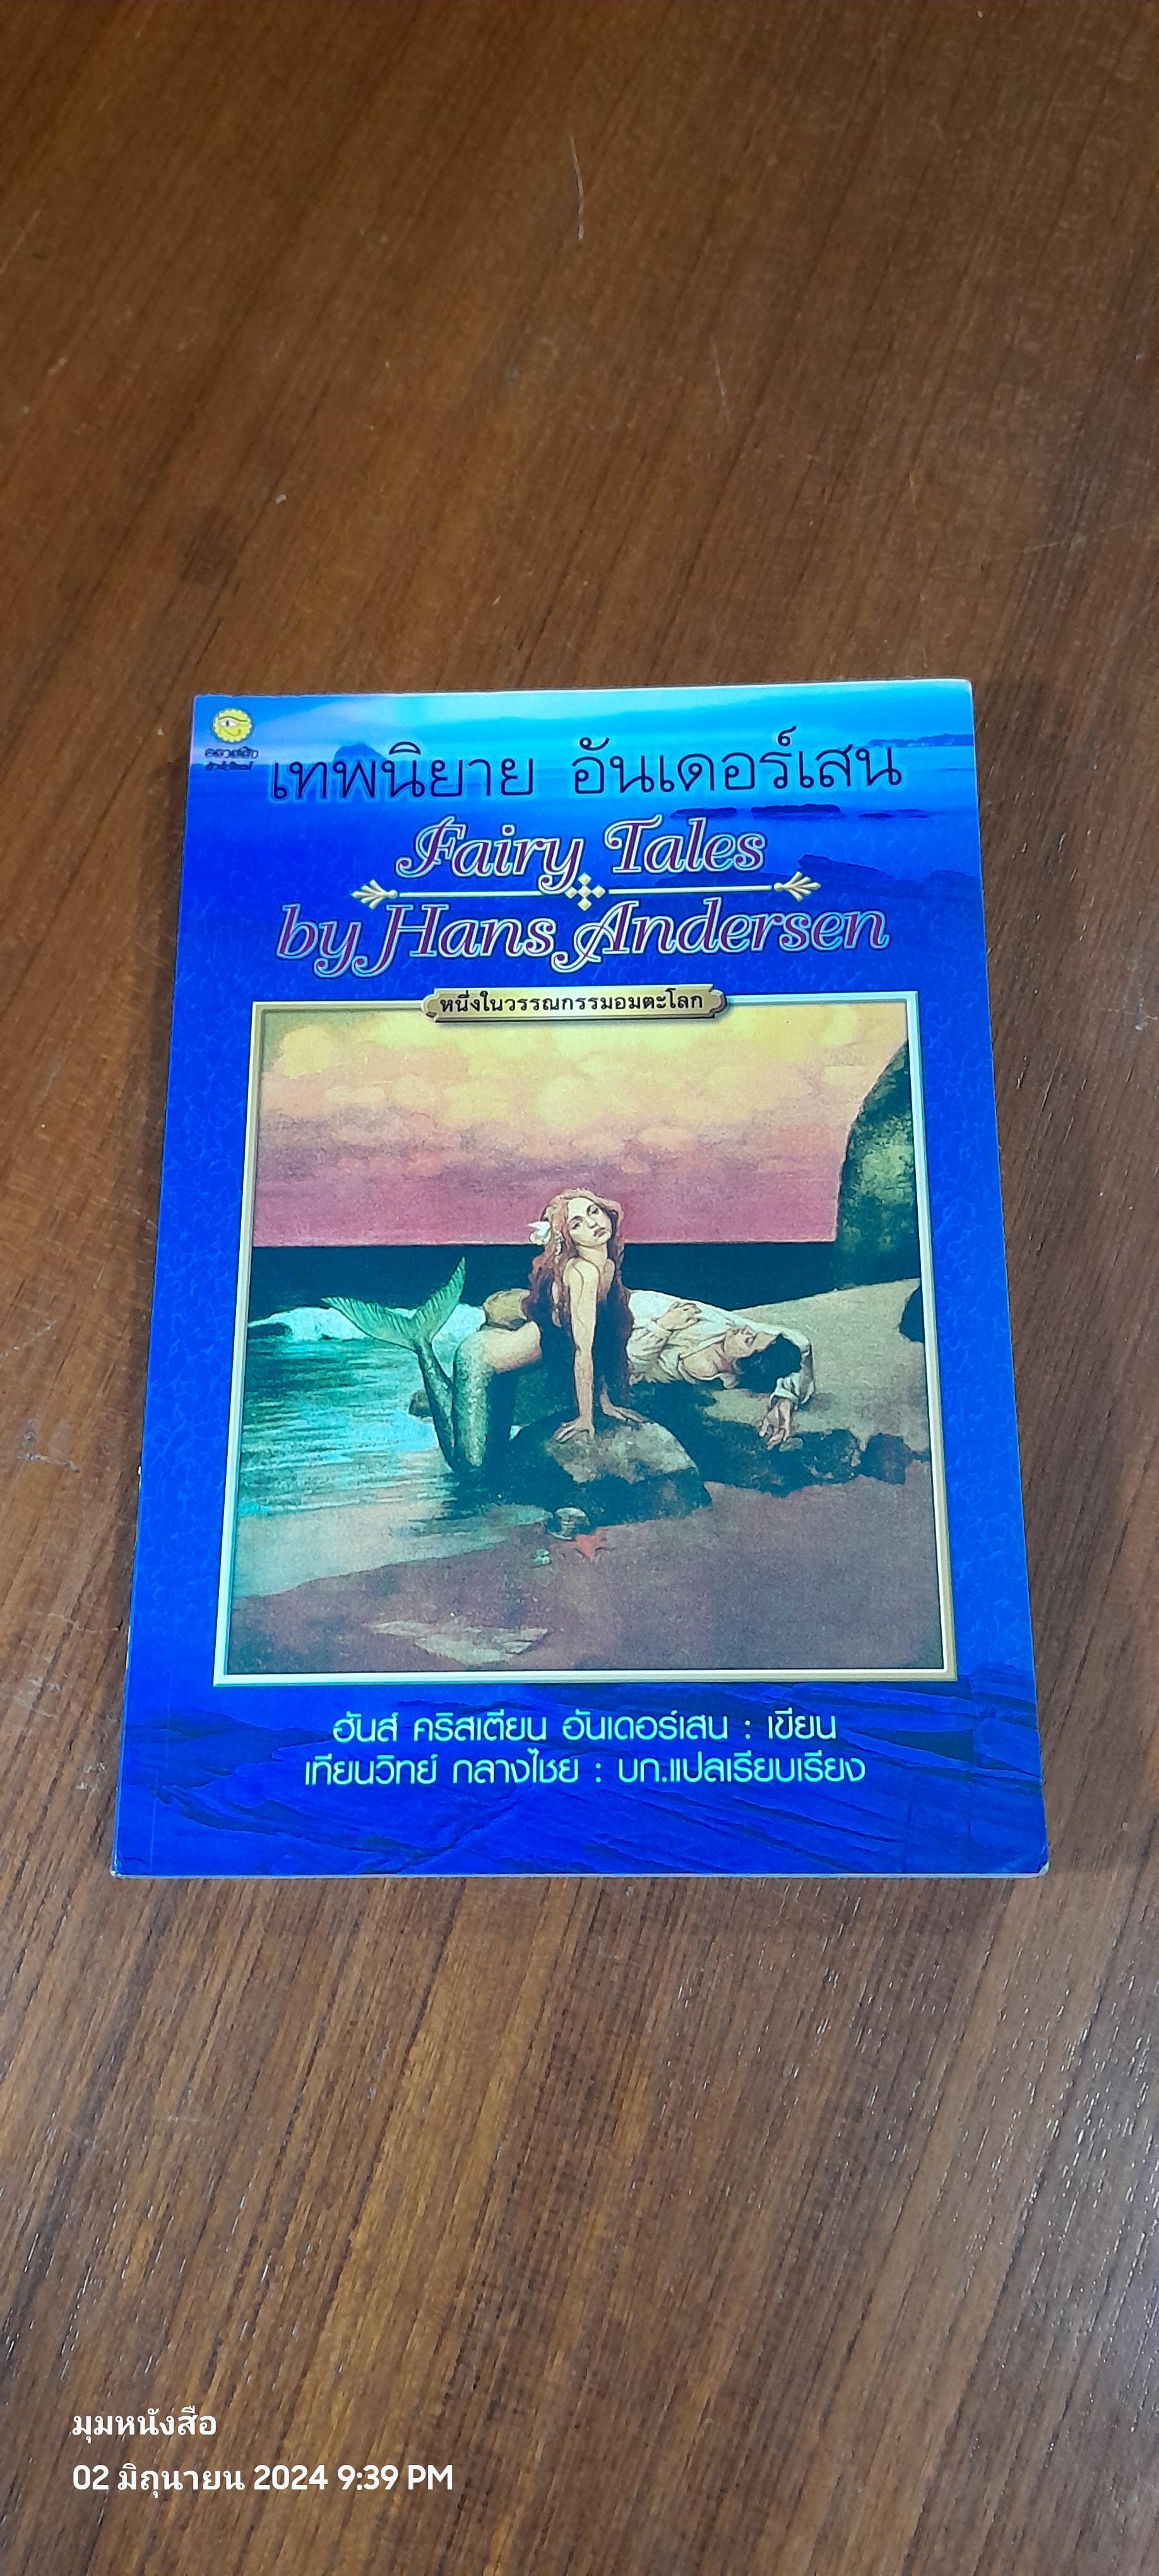 เทพนิยาย อันเดอร์เสน
Fairy Tales
by Hans Andersen
หนึ่งในวรรณกรรมอมตะโลก
ฮันส์ คริสเตียน อันเดอร์เสน : เขียน
เทียนวิทย์ กลางไชย : บก.แปลเรียบเรียง
มุมหนังสือ
02 มิถุนายน 2024 9:39 PM